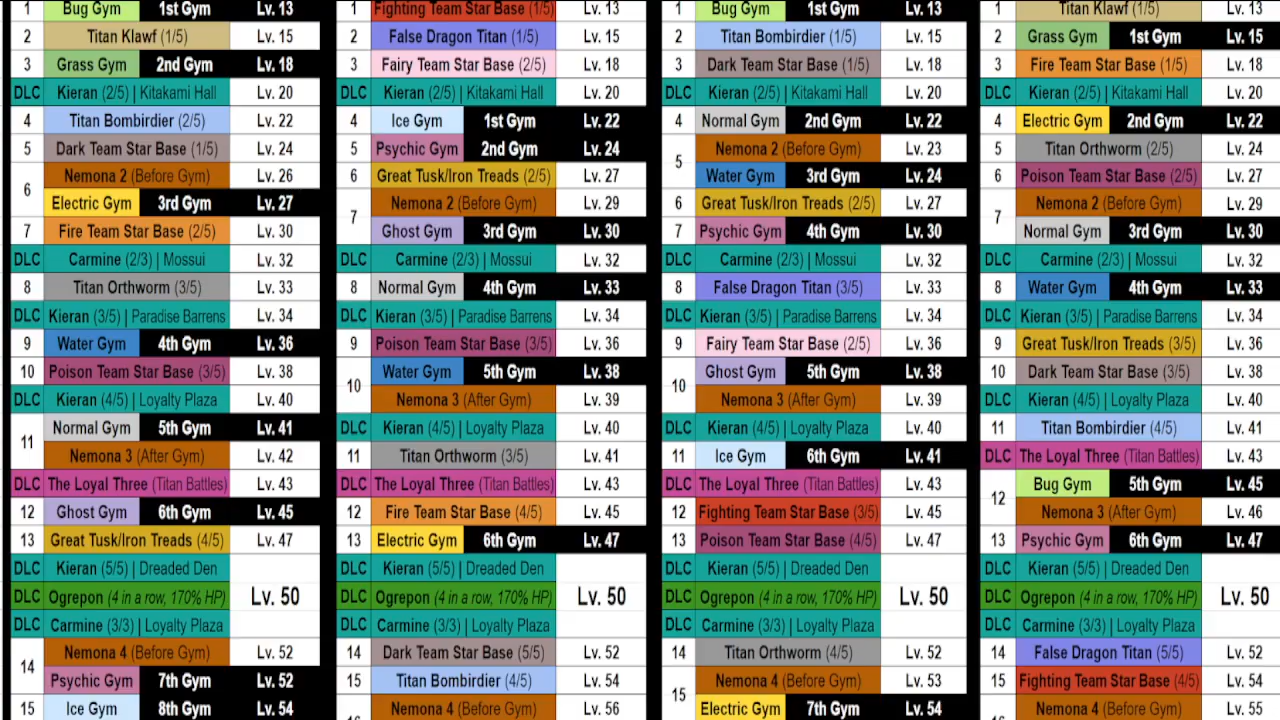 1 Bug Gym 1st Gym Lv. 13
2 Titan Klawf (1/5) Lv. 15
3 Grass Gym 2nd Gym Lv. 18
DLC Kieran (2/5) | Kitakami Hall Lv. 20
4 Titan Bombirdier (2/5) Lv. 22
5 Dark Team Star Base (1/5) Lv. 24
6 Nemona 2 (Before Gym) Lv. 26
Electric Gym 3rd Gym Lv. 27
7 Fire Team Star Base (2/5) Lv. 30
DLC Carmine (2/3) | Mossui Lv. 32
8 Titan Orthworm (3/5) Lv. 33
DLC Kieran (3/5) | Paradise Barrens Lv. 34
9 Water Gym 4th Gym Lv. 36
10 Poison Team Star Base (3/5) Lv. 38
DLC Kieran (4/5) | Loyalty Plaza Lv. 40
11 Normal Gym 5th Gym Lv. 41
Nemona 3 (After Gym) Lv. 42
DLC The Loyal Three (Titan Battles) Lv. 43
12 Ghost Gym 6th Gym Lv. 45
13 Great Tusk/Iron Treads (4/5) Lv. 47
DLC Kieran (5/5) | Dreaded Den
DLC Ogrepon (4 in a row, 170% HP) Lv. 50
DLC Carmine (3/3) | Loyalty Plaza
14 Nemona 4 (Before Gym) Lv. 52
Psychic Gym 7th Gym Lv. 52
15 Ice Gym 8th Gym Lv. 54
1 Fighting Team Star Base (1/5) Lv. 13
2 False Dragon Titan (1/5) Lv. 15
3 Fairy Team Star Base (2/5) Lv. 18
DLC Kieran (2/5) | Kitakami Hall Lv. 20
4 Ice Gym 1st Gym Lv. 22
5 Psychic Gym 2nd Gym Lv. 24
6 Great Tusk/Iron Treads (2/5) Lv. 27
7 Nemona 2 (Before Gym) Lv. 29
Ghost Gym 3rd Gym Lv. 30
DLC Carmine (2/3) | Mossui Lv. 32
8 Normal Gym 4th Gym Lv. 33
DLC Kieran (3/5) | Paradise Barrens Lv. 34
9 Poison Team Star Base (3/5) Lv. 36
10 Water Gym 5th Gym Lv. 38
Nemona 3 (After Gym) Lv. 39
DLC Kieran (4/5) | Loyalty Plaza Lv. 40
11 Titan Orthworm (3/5) Lv. 41
DLC The Loyal Three (Titan Battles) Lv. 43
12 Fire Team Star Base (4/5) Lv. 45
13 Electric Gym 6th Gym Lv. 47
DLC Kieran (5/5) | Dreaded Den
DLC Ogrepon (4 in a row, 170% HP) Lv. 50
DLC Carmine (3/3) | Loyalty Plaza
14 Dark Team Star Base (5/5) Lv. 52
15 Titan Bombirdier (4/5) Lv. 54
16 Nemona 4 (Before Gym) Lv. 56
1 Bug Gym 1st Gym Lv. 13
2 Titan Bombirdier (1/5) Lv. 15
3 Dark Team Star Base (1/5) Lv. 18
DLC Kieran (2/5) | Kitakami Hall Lv. 20
4 Normal Gym 2nd Gym Lv. 22
5 Nemona 2 (Before Gym) Lv. 23
Water Gym 3rd Gym Lv. 24
6 Great Tusk/Iron Treads (2/5) Lv. 27
7 Psychic Gym 4th Gym Lv. 30
DLC Carmine (2/3) | Mossui Lv. 32
8 False Dragon Titan (3/5) Lv. 33
DLC Kieran (3/5) | Paradise Barrens Lv. 34
9 Fairy Team Star Base (2/5) Lv. 36
10 Ghost Gym 5th Gym Lv. 38
Nemona 3 (After Gym) Lv. 39
DLC Kieran (4/5) | Loyalty Plaza Lv. 40
11 Ice Gym 6th Gym Lv. 41
DLC The Loyal Three (Titan Battles) Lv. 43
12 Fighting Team Star Base (3/5) Lv. 45
13 Poison Team Star Base (4/5) Lv. 47
DLC Kieran (5/5) | Dreaded Den
DLC Ogrepon (4 in a row, 170% HP) Lv. 50
DLC Carmine (3/3) | Loyalty Plaza
14 Titan Orthworm (4/5) Lv. 52
15 Nemona 4 (Before Gym) Lv. 53
Electric Gym 7th Gym Lv. 54
1 Titan Klawf (1/5) Lv. 13
2 Grass Gym 1st Gym Lv. 15
3 Fire Team Star Base (1/5) Lv. 18
DLC Kieran (2/5) | Kitakami Hall Lv. 20
4 Electric Gym 2nd Gym Lv. 22
5 Titan Orthworm (2/5) Lv. 24
6 Poison Team Star Base (2/5) Lv. 27
7 Nemona 2 (Before Gym) Lv. 29
Normal Gym 3rd Gym Lv. 30
DLC Carmine (2/3) | Mossui Lv. 32
8 Water Gym 4th Gym Lv. 33
DLC Kieran (3/5) | Paradise Barrens Lv. 34
9 Great Tusk/Iron Treads (3/5) Lv. 36
10 Dark Team Star Base (3/5) Lv. 38
DLC Kieran (4/5) | Loyalty Plaza Lv. 40
11 Titan Bombirdier (4/5) Lv. 41
DLC The Loyal Three (Titan Battles) Lv. 43
12 Bug Gym 5th Gym Lv. 45
Nemona 3 (After Gym) Lv. 46
13 Psychic Gym 6th Gym Lv. 47
DLC Kieran (5/5) | Dreaded Den
DLC Ogrepon (4 in a row, 170% HP) Lv. 50
DLC Carmine (3/3) | Loyalty Plaza
14 False Dragon Titan (5/5) Lv. 52
15 Fighting Team Star Base (4/5) Lv. 54
Nemona 4 (Before Gym) Lv. 55